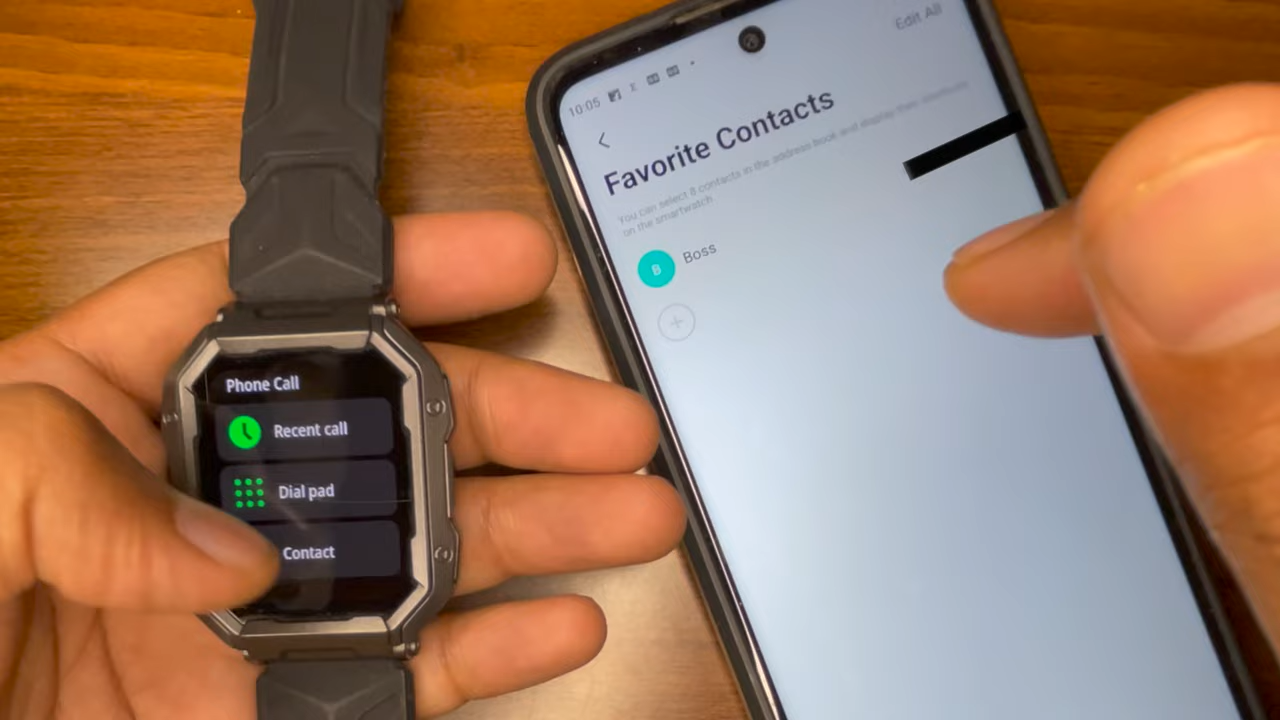 Phone Call
Recent call
Dial pad
Contact
10:05
Edit All
Favorite Contacts
You can select 8 contacts in the address book and display their shortcuts
on the smartwatch
B
Boss